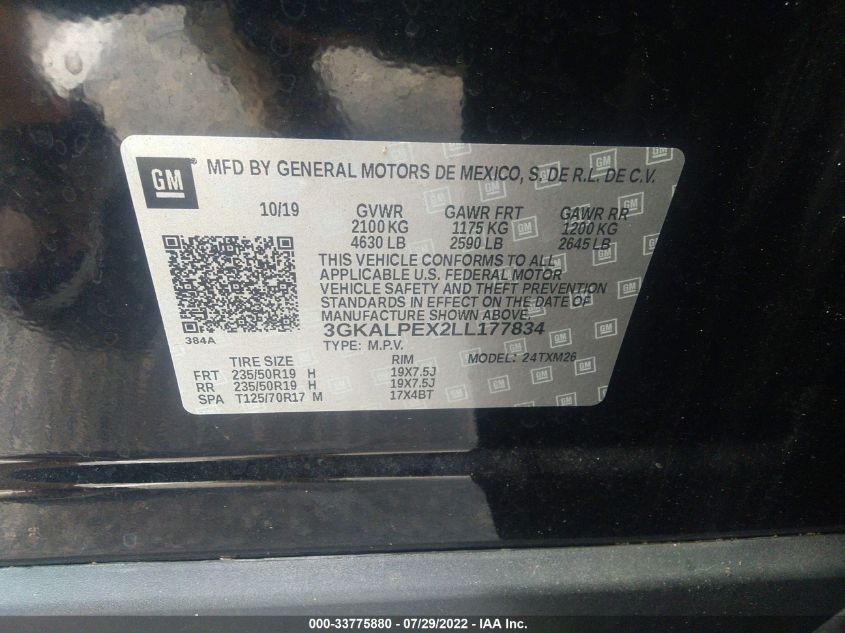 GM
MFD BY GENERAL MOTORS DE MEXICO, S. DE R.L. DE C.V.
10/19 GVWR GAWR FRT GAWR RR
2100 KG 1175 KG 1200 KG
4630 LB 2590 LB 2645 LB
THIS VEHICLE CONFORMS TO ALL
APPLICABLE U.S. FEDERAL MOTOR
VEHICLE SAFETY AND THEFT PREVENTION
STANDARDS IN EFFECT ON THE DATE OF
MANUFACTURE SHOWN ABOVE.
384A
3GKALPEX2LL177834
TYPE: M.P.V. MODEL: 24TXM26
TIRE SIZE RIM
FRT 235/50R19 H 19X7.5J
RR 235/50R19 H 19X7.5J
SPA T125/70R17 M 17X4BT
000-33775880 - 07/29/2022 - IAA Inc.